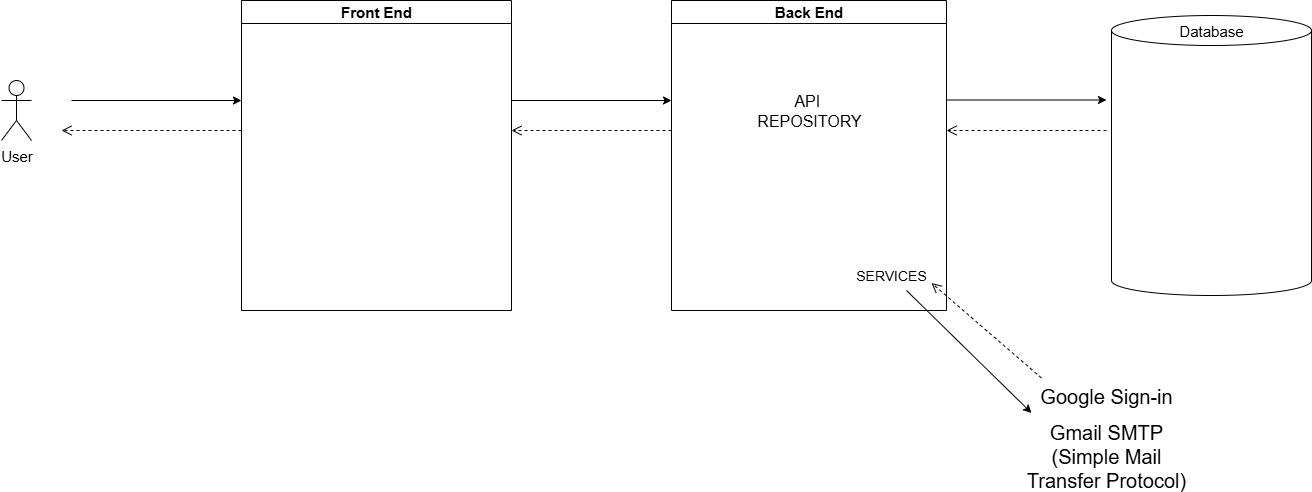 Front End
Back End
Database
API
REPOSITORY
User
SERVICES
Google Sign-in
Gmail SMTP
(Simple Mail
Transfer Protocol)